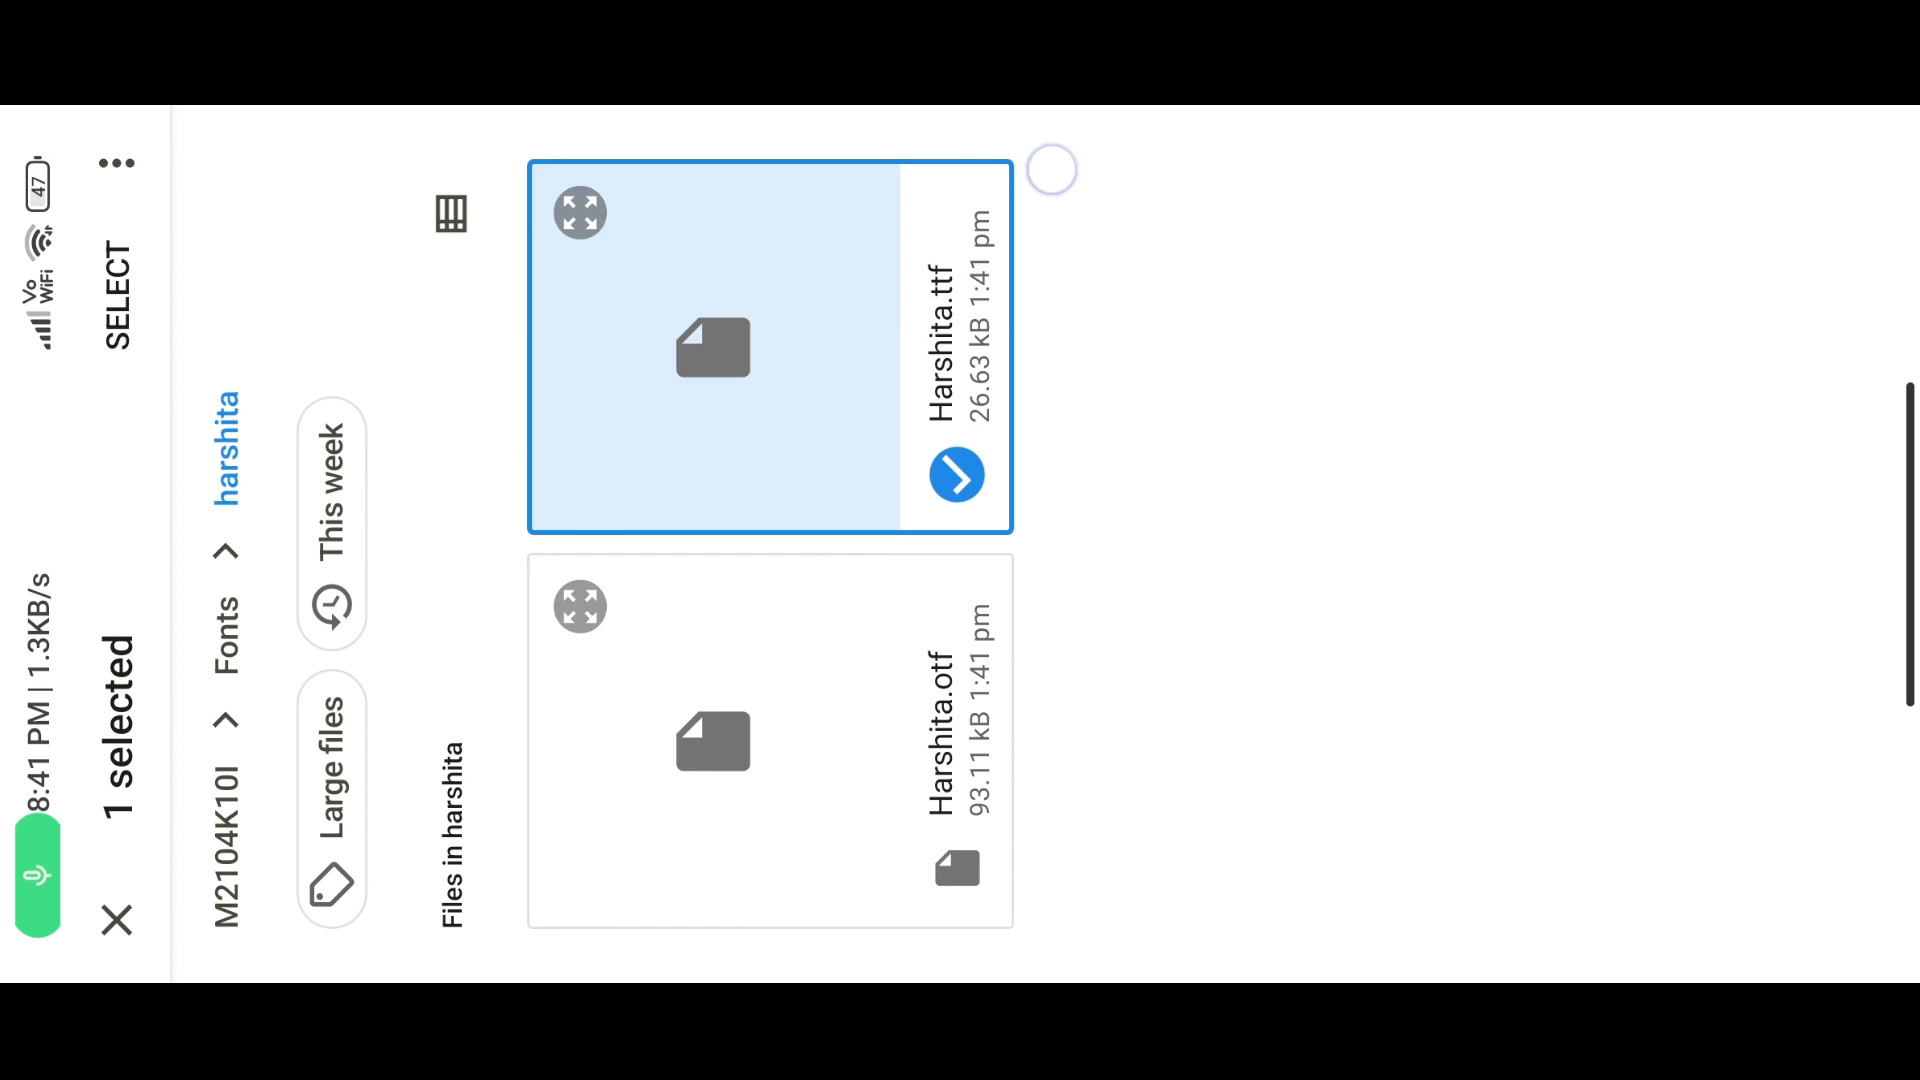 8:41 PM | 1.3KB/s Vo WiFi 47
1 selected SELECT
M2104K10I > Fonts > harshita
Large files This week
Files in harshita
Harshita.otf
93.11 kB 1:41 pm
Harshita.ttf
26.63 kB 1:41 pm